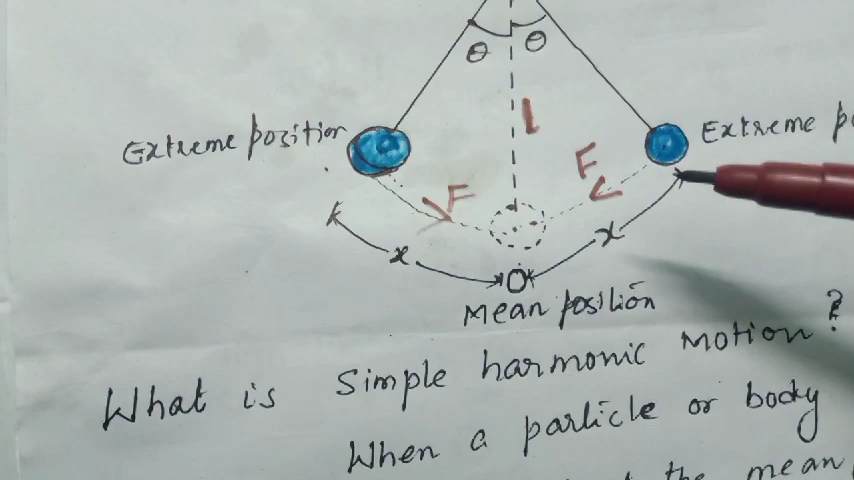 θ θ
l
Extreme position
Extreme
F F
x x
O
Mean position
What is Simple harmonic motion?
When a particle or body
the mean